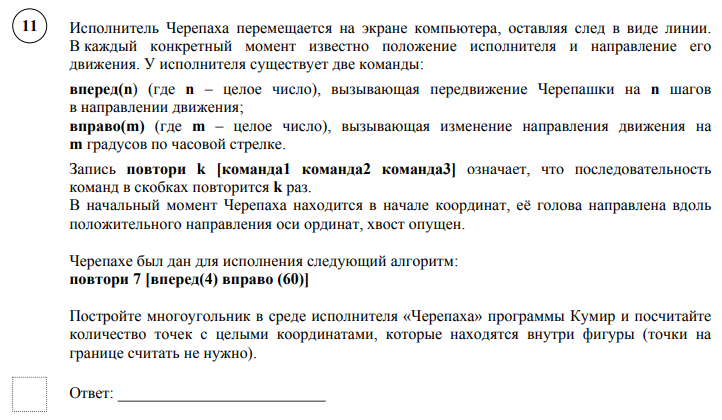 11
Исполнитель Черепаха перемещается на экране компьютера, оставляя след в виде линии.
В каждый конкретный момент известно положение исполнителя и направление его
движения. У исполнителя существует две команды:
вперед(n) (где n – целое число), вызывающая передвижение Черепашки на n шагов
в направлении движения;
вправо(m) (где m – целое число), вызывающая изменение направления движения на
m градусов по часовой стрелке.
Запись повтори k [команда1 команда2 команда3] означает, что последовательность
команд в скобках повторится k раз.
В начальный момент Черепаха находится в начале координат, её голова направлена вдоль
положительного направления оси ординат, хвост опущен.
Черепахе был дан для исполнения следующий алгоритм:
повтори 7 [вперед(4) вправо (60)]
Постройте многоугольник в среде исполнителя «Черепаха» программы Кумир и посчитайте
количество точек с целыми координатами, которые находятся внутри фигуры (точки на
границе считать не нужно).
Ответ: